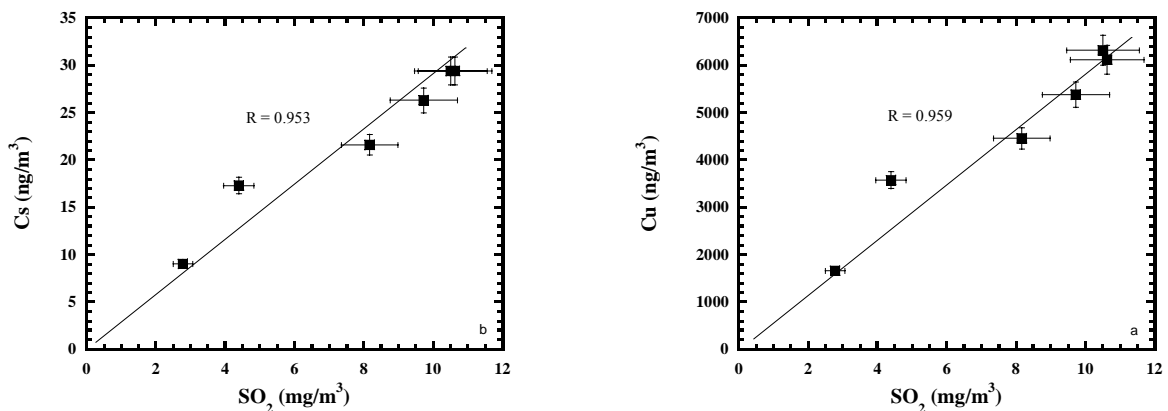 35
30
25
20
15
10
5
0
Cs (ng/m³)
R = 0.953
b
0 2 4 6 8 10 12
SO₂ (mg/m³)
7000
6000
5000
4000
3000
2000
1000
0
Cu (ng/m³)
R = 0.959
a
0 2 4 6 8 10 12
SO₂ (mg/m³)